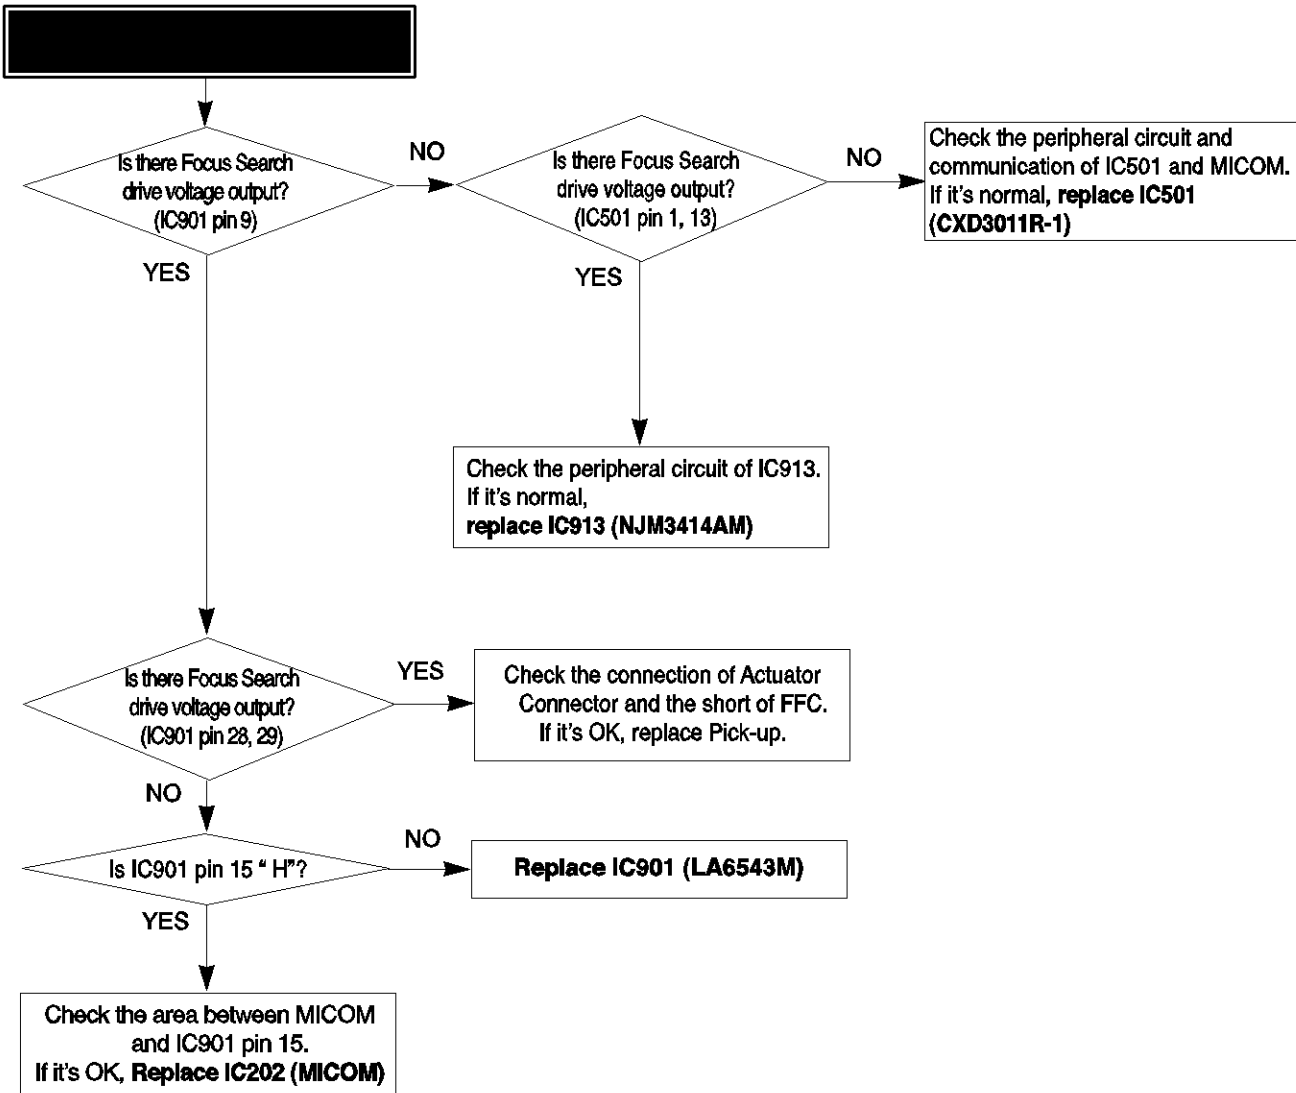 Is there Focus Search
drive voltage output?
(IC901 pin 9)
NO
YES
Is there Focus Search
drive voltage output?
(IC501 pin 1, 13)
NO
YES
Check the peripheral circuit and
communication of IC501 and MICOM.
If it's normal, replace IC501
(CXD3011R-1)
Check the peripheral circuit of IC913.
If it's normal,
replace IC913 (NJM3414AM)
Is there Focus Search
drive voltage output?
(IC901 pin 28, 29)
YES
NO
Check the connection of Actuator
Connector and the short of FFC.
If it's OK, replace Pick-up.
Is IC901 pin 15 “ H”?
NO
YES
Replace IC901 (LA6543M)
Check the area between MICOM
and IC901 pin 15.
If it's OK, Replace IC202 (MICOM)